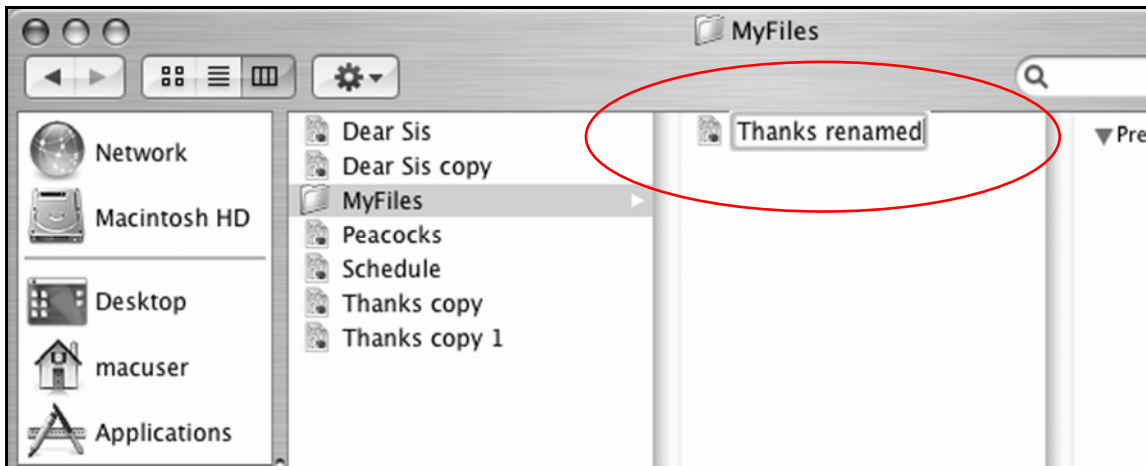 MyFiles
Network
Macintosh HD
Desktop
macuser
Applications
Dear Sis
Dear Sis copy
MyFiles
Peacocks
Schedule
Thanks copy
Thanks copy 1
Thanks renamed
Pre